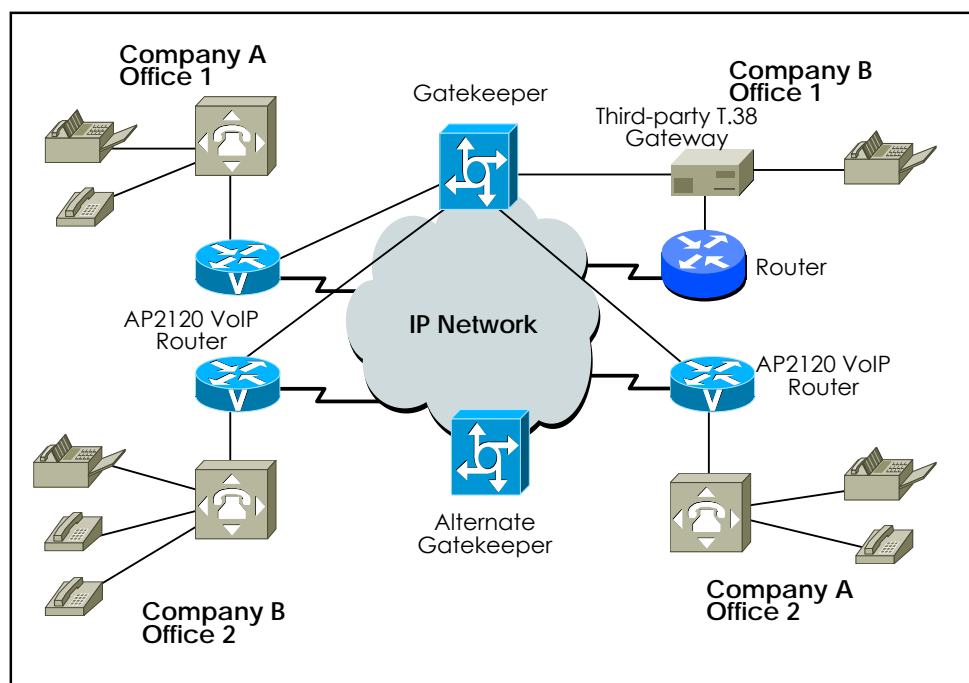 Company A
Office 1
Gatekeeper
Company B
Office 1
Third-party T.38
Gateway
Router
AP2120 VoIP
Router
V
IP Network
V
AP2120 VoIP
Router
V
Alternate
Gatekeeper
Company B
Office 2
Company A
Office 2